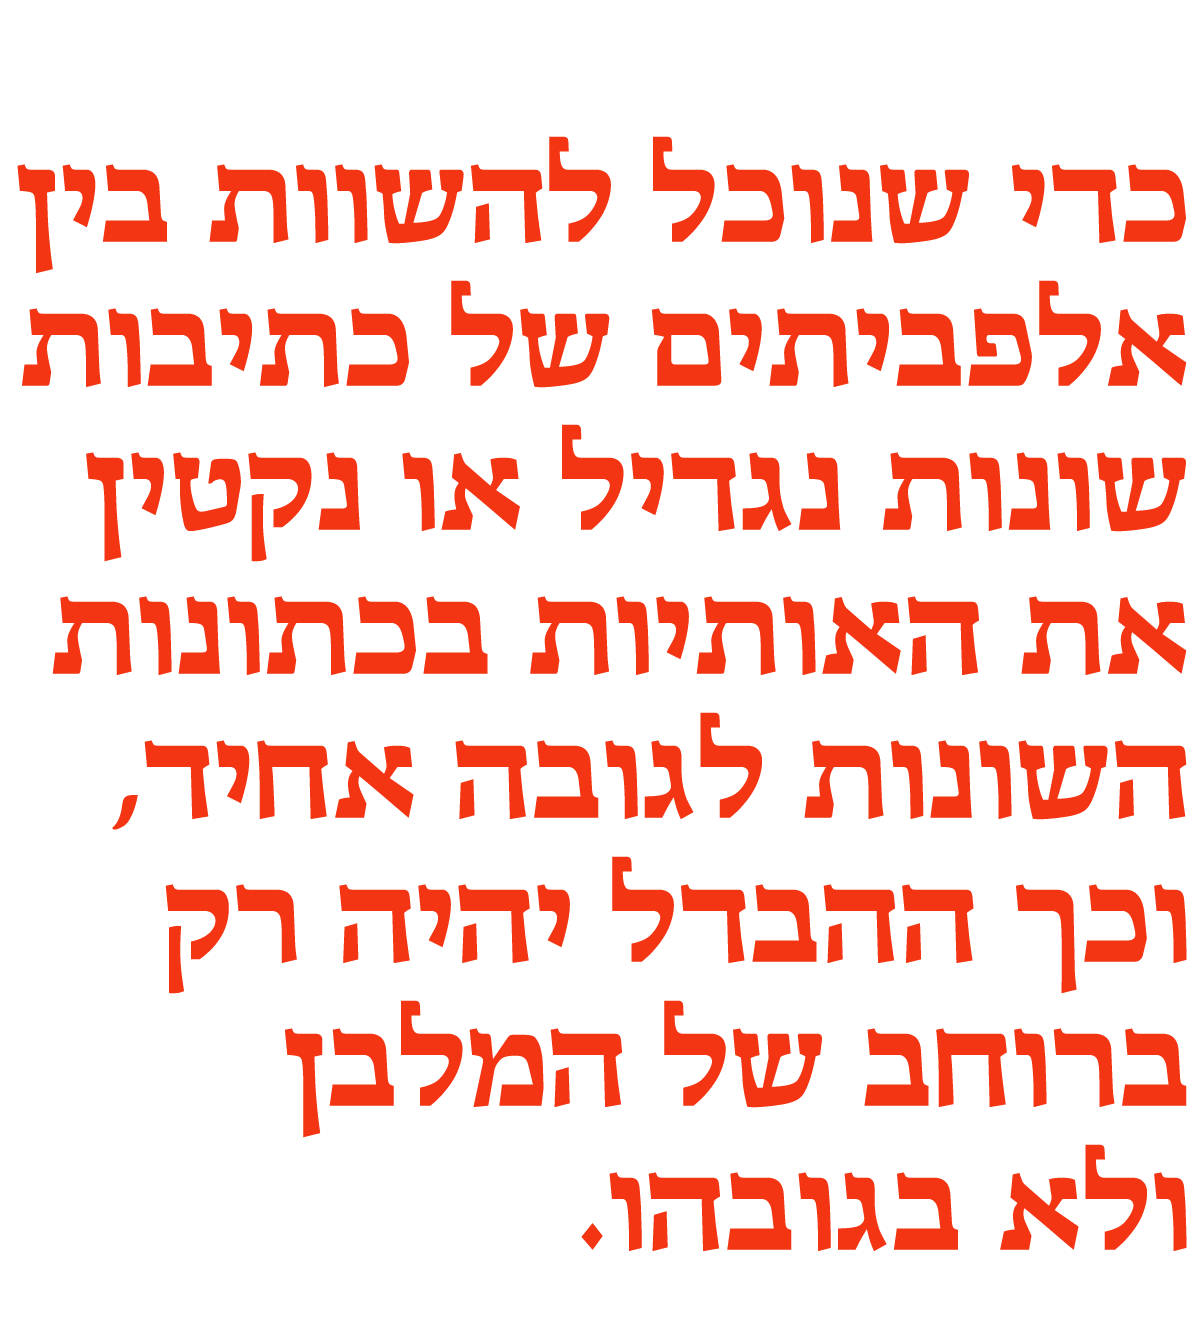 כדי שנוכל להשוות בין
אלפביתים של כתיבות
שונות נגדיל או נקטין
את האותיות בכתונות
השונות לגובה אחיד,
וכך ההבדל יהיה רק
ברוחב של המלבן
ולא בגובהו.